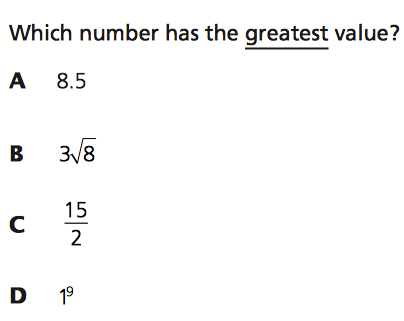 Which number has the greatest value?
A 8.5
B 3√8
C 15/2
D 1⁹